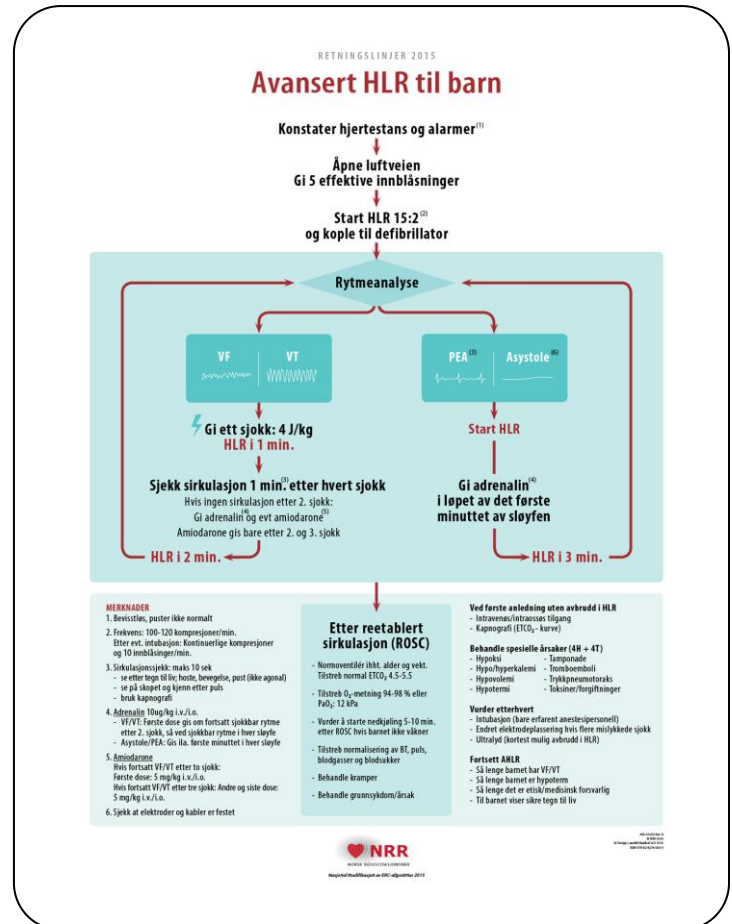 RETNINGSLINJER 2015
Avansert HLR til barn
Konstater hjertestans og alarmer(1)
Åpne luftveien
Gi 5 effektive innblåsninger
Start HLR 15:2(2)
og kople til defibrillator
Rytmeanalyse
VF
VT
PEA(3)
Asystole(6)
Gi ett sjokk: 4 J/kg
HLR i 1 min.
Sjekk sirkulasjon 1 min.(3) etter hvert sjokk
Hvis ingen sirkulasjon etter 2. sjokk:
Gi adrenalin(4) og evt amiodarone(5)
Amiodarone gis bare etter 2. og 3. sjokk
HLR i 2 min.
Start HLR
Gi adrenalin(4)
i løpet av det første
minuttet av sløyfen
HLR i 3 min.
MERKNADER
1. Bevisstløs, puster ikke normalt
2. Frekvens: 100-120 kompresjoner/min.
Etter evt. intubasjon: Kontinuerlige kompresjoner
og 10 innblåsinger/min.
3. Sirkulasjonssjekk: maks 10 sek
- se etter tegn til liv; hoste, bevegelse, pust (ikke agonal)
- se på skopet og kjenn etter puls
- bruk kapnografi
4. Adrenalin 10ug/kg i.v./i.o.
- VF/VT: Første dose gis om fortsatt sjokkbar rytme
etter 2. sjokk, så ved sjokkbar rytme i hver sløyfe
- Asystole/PEA: Gis ila. første minuttet i hver sløyfe
5. Amiodarone
Hvis fortsatt VF/VT etter to sjokk:
Første dose: 5 mg/kg i.v./i.o.
Hvis fortsatt VF/VT etter tre sjokk: Andre og siste dose:
5 mg/kg i.v./i.o.
6. Sjekk at elektroder og kabler er festet
Etter reetablert
sirkulasjon (ROSC)
- Normoventilér ihht. alder og vekt.
Tilstreb normal ETCO2 4.5-5.5
- Tilstreb O2-metning 94-98 % eller
PaO2: 12 kPa
- Vurder å starte nedkjøling 5-10 min.
etter ROSC hvis barnet ikke våkner
- Tilstreb normalisering av BT, puls,
blodgasser og blodsukker
- Behandle kramper
- Behandle grunnsykdom/årsak
Ved første anledning uten avbrudd i HLR
- Intravenøs/intraossøs tilgang
- Kapnografi (ETCO2 - kurve)
Behandle spesielle årsaker (4H + 4T)
- Hypoksi - Tamponade
- Hypo/hyperkalemi - Tromboemboli
- Hypovolemi - Trykkpneumotoraks
- Hypotermi - Toksiner/forgiftninger
Vurder etterhvert
- Intubasjon (bare erfarent anestesipersonell)
- Endret elektrodeplassering hvis flere mislykkede sjokk
- Ultralyd (kortest mulig avbrudd i HLR)
Fortsett AHLR
- Så lenge barnet har VF/VT
- Så lenge barnet er hypoterm
- Så lenge det er etisk/medisinsk forsvarlig
- Til barnet viser sikre tegn til liv
NRR
NORSK RESUSCITASJONSRÅD
Nasjonal modifikasjon av ERC-algoritmer 2015